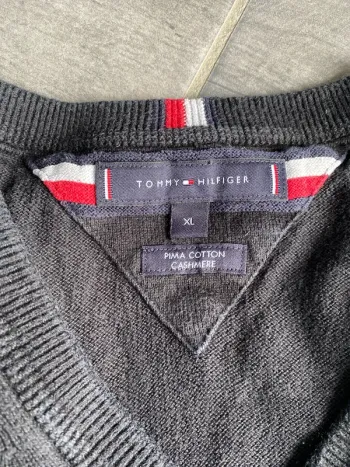 TOMMY HILFIGER
XL
PIMA COTTON
CASHMERE